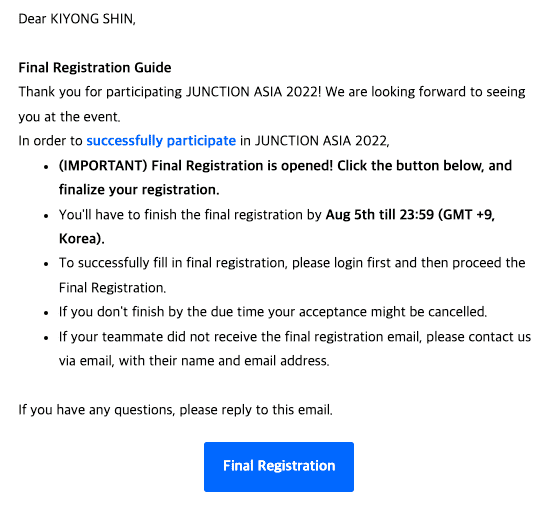 Dear KIYONG SHIN,
Final Registration Guide
Thank you for participating JUNCTION ASIA 2022! We are looking forward to seeing
you at the event.
In order to successfully participate in JUNCTION ASIA 2022,
• (IMPORTANT) Final Registration is opened! Click the button below, and
finalize your registration.
• You'll have to finish the final registration by Aug 5th till 23:59 (GMT +9,
Korea).
• To successfully fill in final registration, please login first and then proceed the
Final Registration.
• If you don't finish by the due time your acceptance might be cancelled.
• If your teammate did not receive the final registration email, please contact us
via email, with their name and email address.
If you have any questions, please reply to this email.
Final Registration